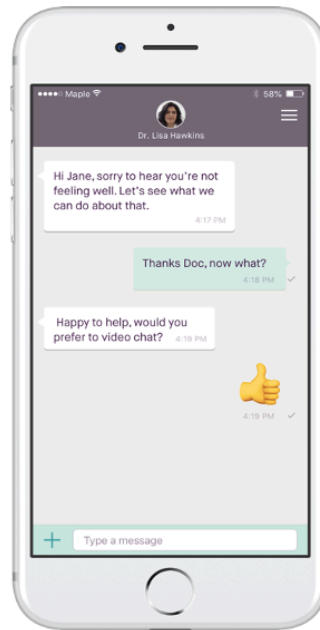 Maple 58%
Dr. Lisa Hawkins
Hi Jane, sorry to hear you're not
feeling well. Let's see what we
can do about that.
4:17 PM
Thanks Doc, now what?
4:18 PM
Happy to help, would you
prefer to video chat? 4:19 PM
4:19 PM
Type a message